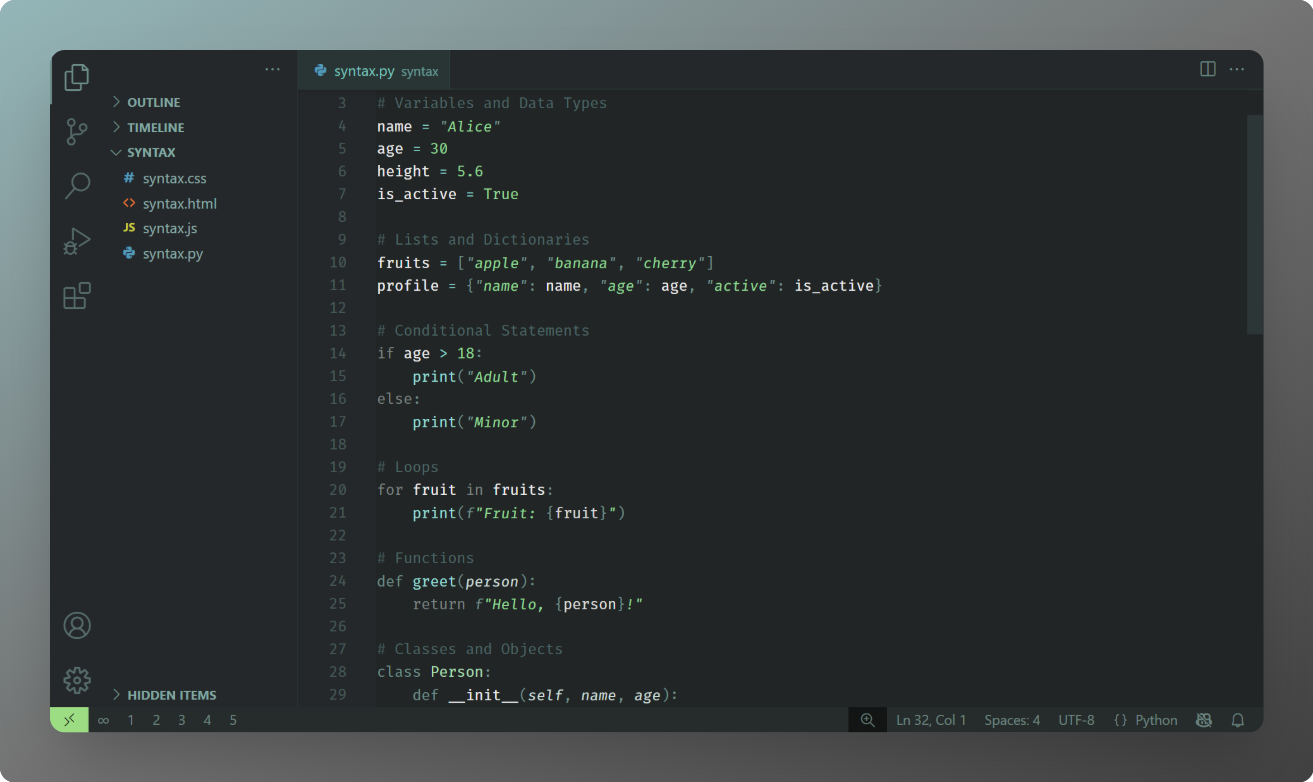 OUTLINE
TIMELINE
SYNTAX
# syntax.css
<> syntax.html
JS syntax.js
syntax.py
HIDDEN ITEMS
syntax.py syntax
3 # Variables and Data Types
4 name = "Alice"
5 age = 30
6 height = 5.6
7 is_active = True
8
9 # Lists and Dictionaries
10 fruits = ["apple", "banana", "cherry"]
11 profile = {"name": name, "age": age, "active": is_active}
12
13 # Conditional Statements
14 if age > 18:
15     print("Adult")
16 else:
17     print("Minor")
18
19 # Loops
20 for fruit in fruits:
21     print(f"Fruit: {fruit}")
22
23 # Functions
24 def greet(person):
25     return f"Hello, {person}!"
26
27 # Classes and Objects
28 class Person:
29     def __init__(self, name, age):
∞ 1 2 3 4 5
Ln 32, Col 1 Spaces: 4 UTF-8 {} Python